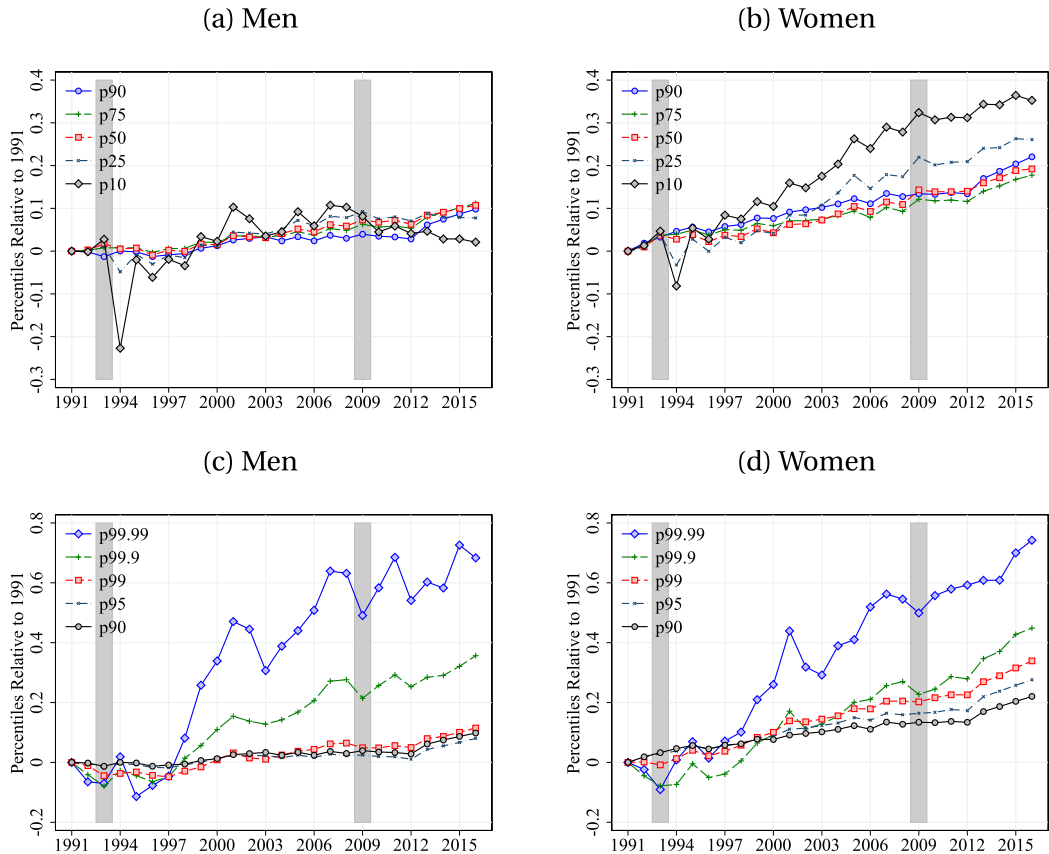 (a) Men
Percentiles Relative to 1991
0.4
0.3
0.2
0.1
0
-0.1
-0.2
-0.3
p90
p75
p50
p25
p10
1991 1994 1997 2000 2003 2006 2009 2012 2015
(b) Women
Percentiles Relative to 1991
0.4
0.3
0.2
0.1
0
-0.1
-0.2
-0.3
p90
p75
p50
p25
p10
1991 1994 1997 2000 2003 2006 2009 2012 2015
(c) Men
Percentiles Relative to 1991
0.8
0.6
0.4
0.2
0
-0.2
p99.99
p99.9
p99
p95
p90
1991 1994 1997 2000 2003 2006 2009 2012 2015
(d) Women
Percentiles Relative to 1991
0.8
0.6
0.4
0.2
0
-0.2
p99.99
p99.9
p99
p95
p90
1991 1994 1997 2000 2003 2006 2009 2012 2015